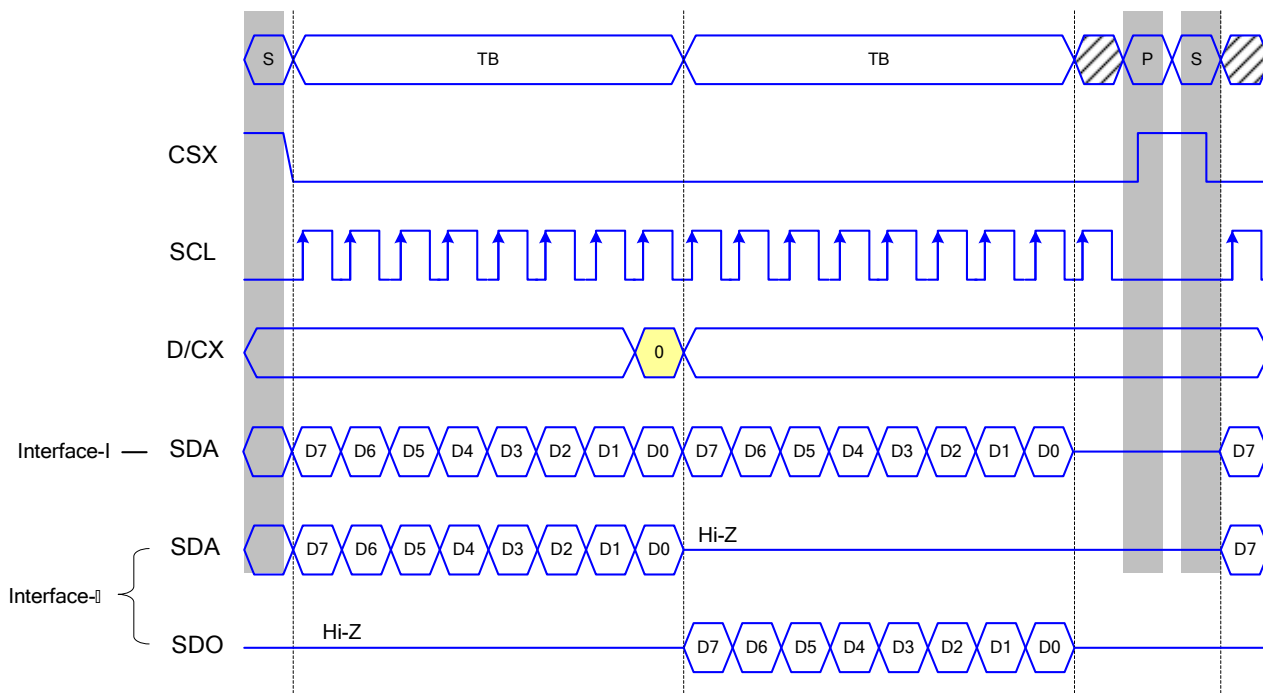 S TB TB P S
CSX
SCL
D/CX 0
Interface-I SDA D7 D6 D5 D4 D3 D2 D1 D0 D7 D6 D5 D4 D3 D2 D1 D0 D7
SDA D7 D6 D5 D4 D3 D2 D1 D0 Hi-Z D7
Interface-▯
SDO Hi-Z D7 D6 D5 D4 D3 D2 D1 D0